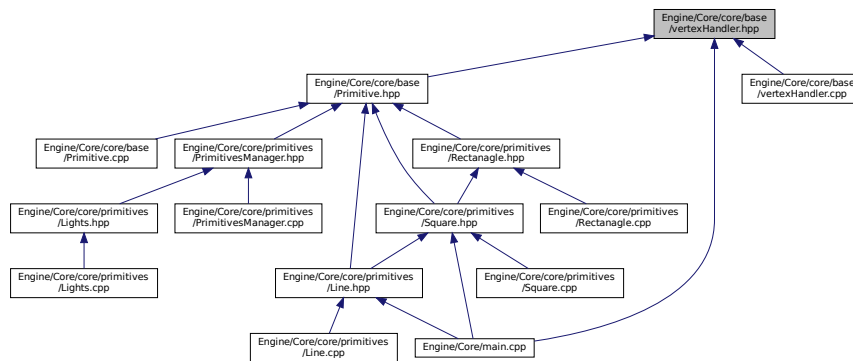 Engine/Core/core/base
/vertexHandler.hpp
Engine/Core/core/base
/Primitive.hpp
Engine/Core/core/base
/vertexHandler.cpp
Engine/Core/core/base
/Primitive.cpp
Engine/Core/core/primitives
/PrimitivesManager.hpp
Engine/Core/core/primitives
/Rectanagle.hpp
Engine/Core/core/primitives
/Lights.hpp
Engine/Core/core/primitives
/PrimitivesManager.cpp
Engine/Core/core/primitives
/Square.hpp
Engine/Core/core/primitives
/Rectanagle.cpp
Engine/Core/core/primitives
/Lights.cpp
Engine/Core/core/primitives
/Line.hpp
Engine/Core/core/primitives
/Square.cpp
Engine/Core/core/primitives
/Line.cpp
Engine/Core/main.cpp